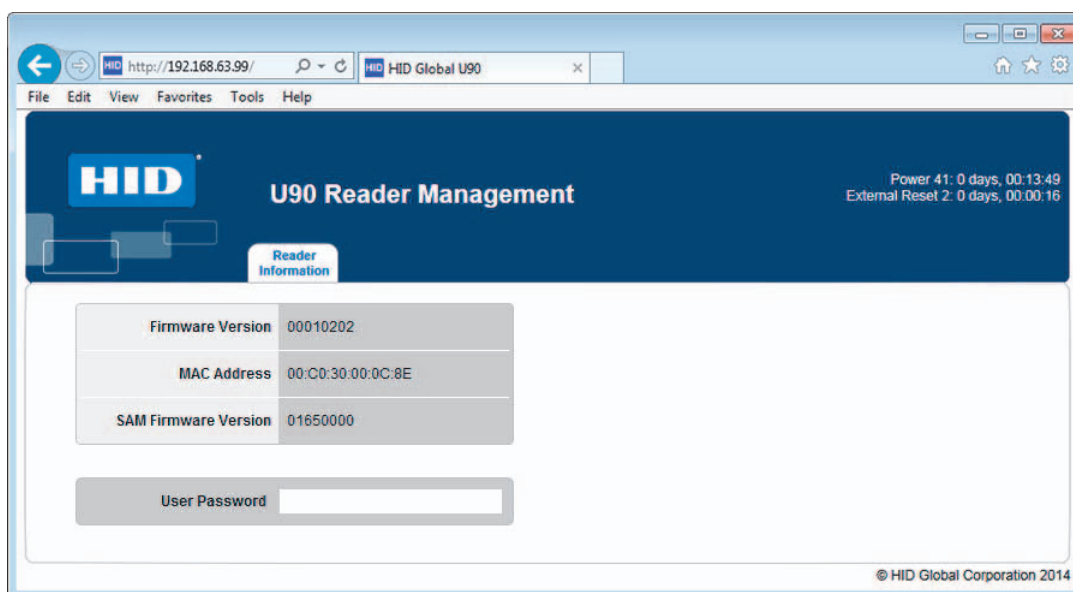 HID http://192.168.63.99/
HID HID Global U90
File Edit View Favorites Tools Help
HID
U90 Reader Management
Power 41: 0 days, 00:13:49
External Reset 2: 0 days, 00:00:16
Reader
Information
Firmware Version 00010202
MAC Address 00:C0:30:00:0C:8E
SAM Firmware Version 01650000
User Password
© HID Global Corporation 2014